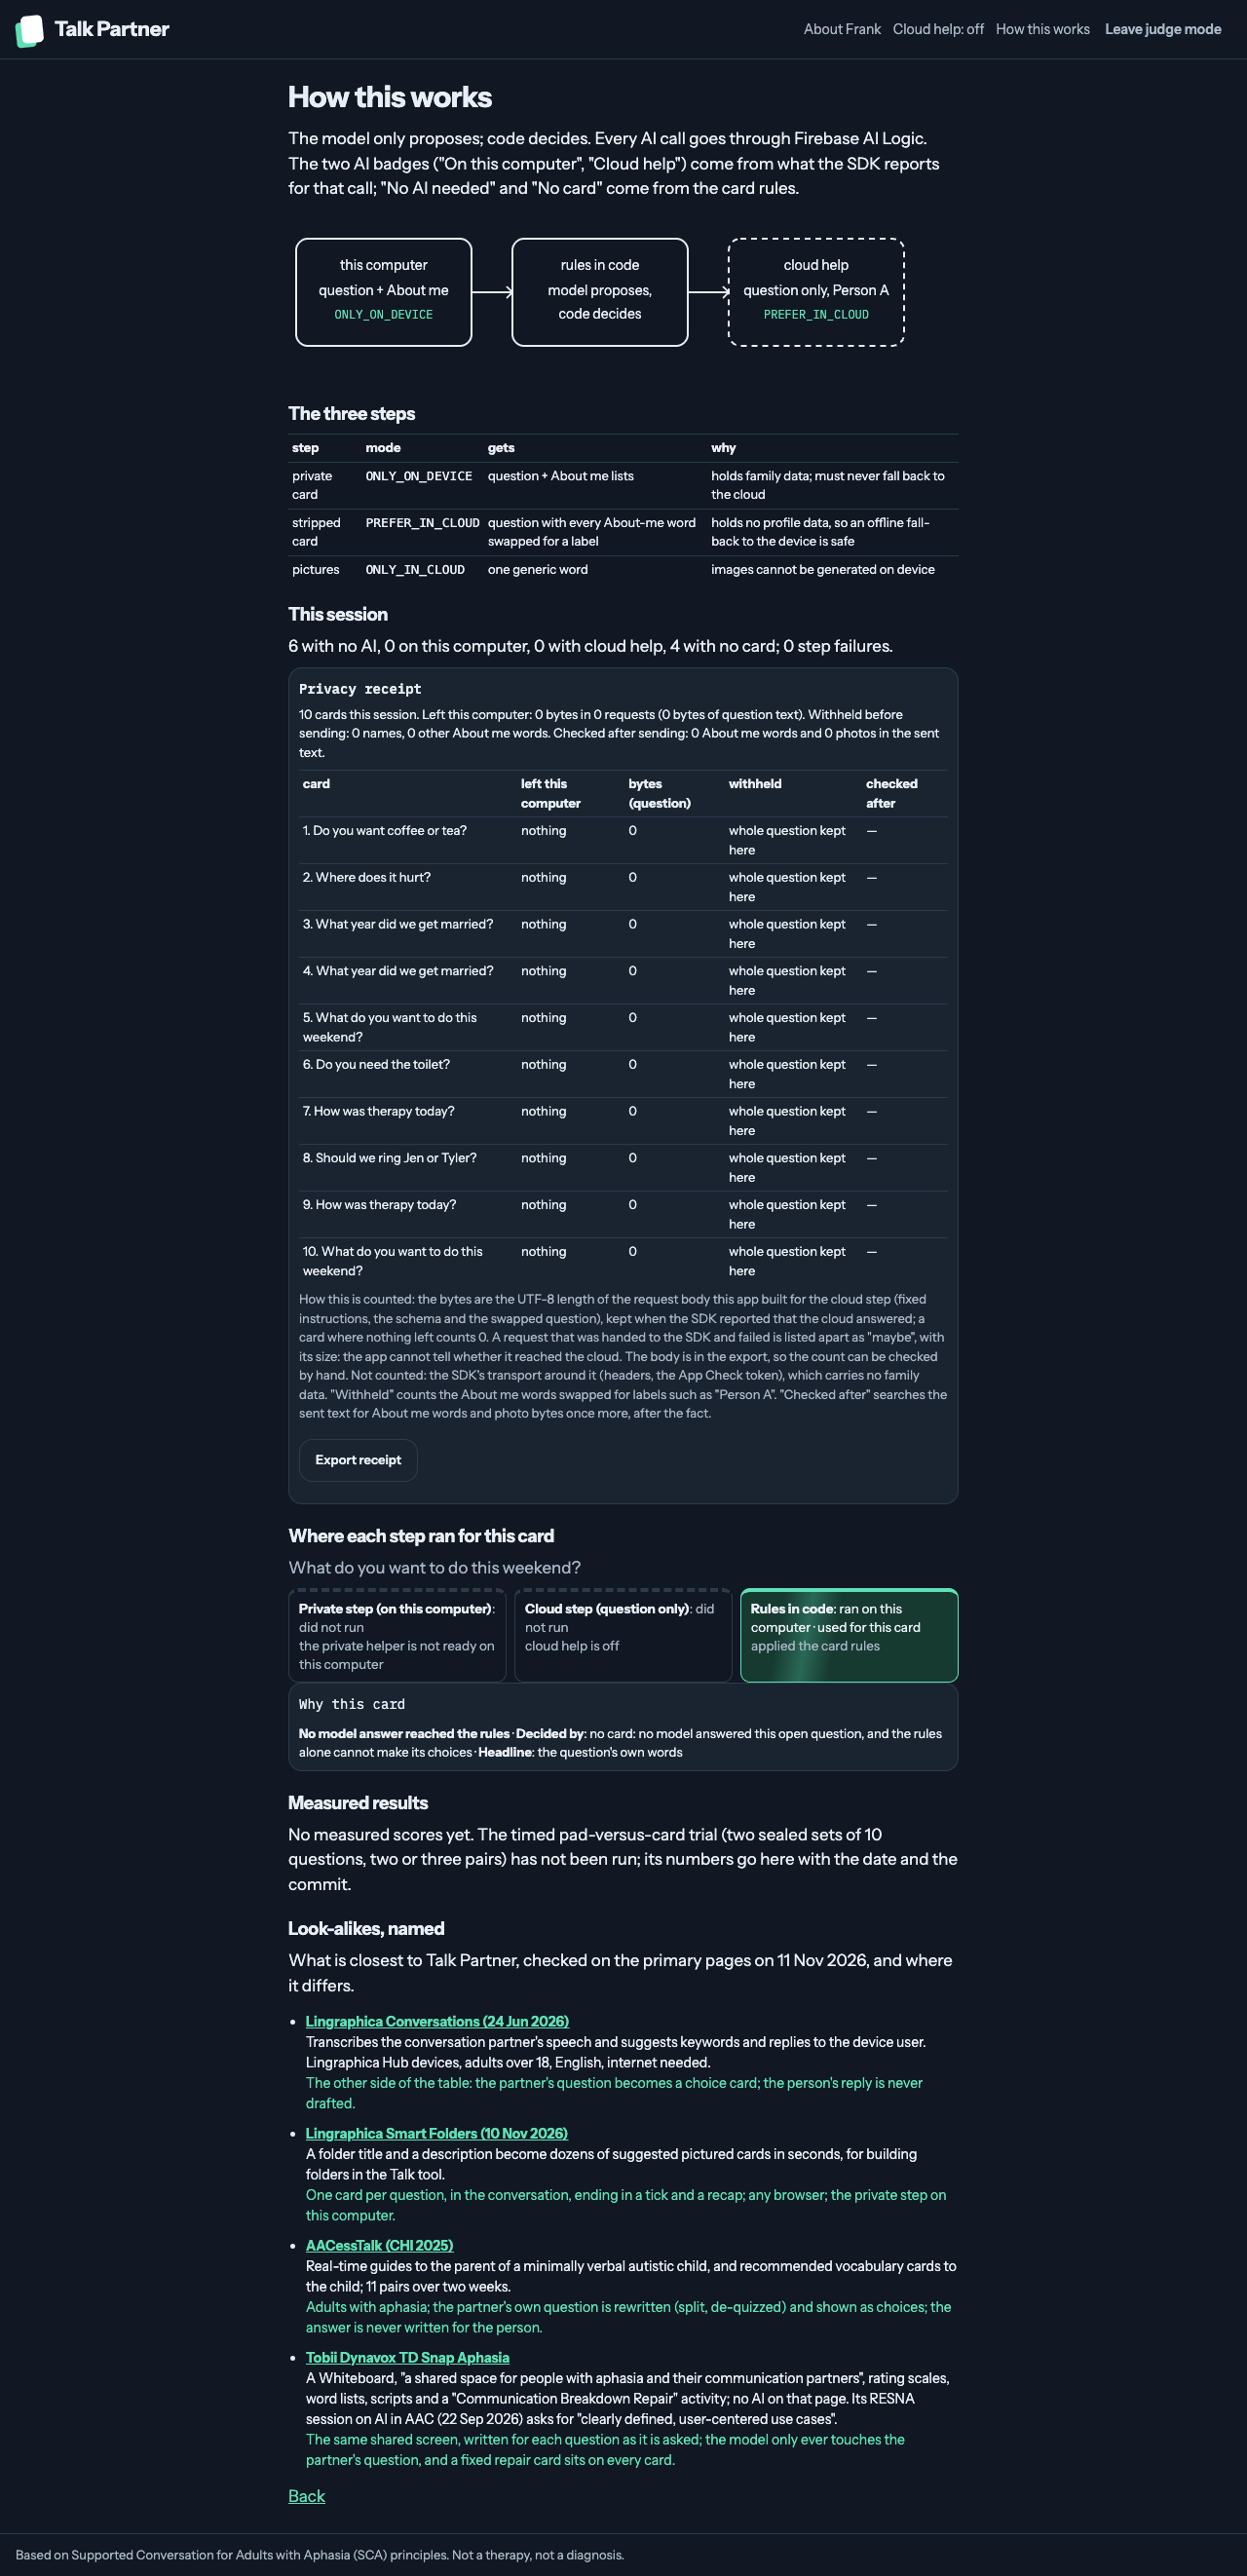 Talk Partner
About Frank Cloud help: off How this works Leave judge mode
How this works
The model only proposes; code decides. Every AI call goes through Firebase AI Logic.
The two AI badges ("On this computer", "Cloud help") come from what the SDK reports
for that call; "No AI needed" and "No card" come from the card rules.
this computer
question + About me
ONLY_ON_DEVICE
rules in code
model proposes,
code decides
cloud help
question only, Person A
PREFER_IN_CLOUD
The three steps
step mode gets why
private card ONLY_ON_DEVICE question + About me lists holds family data; must never fall back to the cloud
stripped card PREFER_IN_CLOUD question with every About-me word swapped for a label holds no profile data, so an offline fall-back to the device is safe
pictures ONLY_IN_CLOUD one generic word images cannot be generated on device
This session
6 with no AI, 0 on this computer, 0 with cloud help, 4 with no card; 0 step failures.
Privacy receipt
10 cards this session. Left this computer: 0 bytes in 0 requests (0 bytes of question text). Withheld before
sending: 0 names, 0 other About me words. Checked after sending: 0 About me words and 0 photos in the sent
text.
card left this computer bytes (question) withheld checked after
1. Do you want coffee or tea? nothing 0 whole question kept here —
2. Where does it hurt? nothing 0 whole question kept here —
3. What year did we get married? nothing 0 whole question kept here —
4. What year did we get married? nothing 0 whole question kept here —
5. What do you want to do this weekend? nothing 0 whole question kept here —
6. Do you need the toilet? nothing 0 whole question kept here —
7. How was therapy today? nothing 0 whole question kept here —
8. Should we ring Jen or Tyler? nothing 0 whole question kept here —
9. How was therapy today? nothing 0 whole question kept here —
10. What do you want to do this weekend? nothing 0 whole question kept here —
How this is counted: the bytes are the UTF-8 length of the request body this app built for the cloud step (fixed
instructions, the schema and the swapped question), kept when the SDK reported that the cloud answered; a
card where nothing left counts 0. A request that was handed to the SDK and failed is listed apart as "maybe", with
its size: the app cannot tell whether it reached the cloud. The body is in the export, so the count can be checked
by hand. Not counted: the SDK's transport around it (headers, the App Check token), which carries no family
data. "Withheld" counts the About me words swapped for labels such as "Person A". "Checked after" searches the
sent text for About me words and photo bytes once more, after the fact.
Export receipt
Where each step ran for this card
What do you want to do this weekend?
Private step (on this computer):
did not run
the private helper is not ready on
this computer
Cloud step (question only): did
not run
cloud help is off
Rules in code: ran on this
computer · used for this card
applied the card rules
Why this card
No model answer reached the rules · Decided by: no card: no model answered this open question, and the rules
alone cannot make its choices · Headline: the question's own words
Measured results
No measured scores yet. The timed pad-versus-card trial (two sealed sets of 10
questions, two or three pairs) has not been run; its numbers go here with the date and the
commit.
Look-alikes, named
What is closest to Talk Partner, checked on the primary pages on 11 Nov 2026, and where
it differs.
• Lingraphica Conversations (24 Jun 2026)
Transcribes the conversation partner's speech and suggests keywords and replies to the device user.
Lingraphica Hub devices, adults over 18, English, internet needed.
The other side of the table: the partner's question becomes a choice card; the person's reply is never
drafted.
• Lingraphica Smart Folders (10 Nov 2026)
A folder title and a description become dozens of suggested pictured cards in seconds, for building
folders in the Talk tool.
One card per question, in the conversation, ending in a tick and a recap; any browser; the private step on
this computer.
• AACessTalk (CHI 2025)
Real-time guides to the parent of a minimally verbal autistic child, and recommended vocabulary cards to
the child; 11 pairs over two weeks.
Adults with aphasia; the partner's own question is rewritten (split, de-quizzed) and shown as choices; the
answer is never written for the person.
• Tobii Dynavox TD Snap Aphasia
A Whiteboard, "a shared space for people with aphasia and their communication partners", rating scales,
word lists, scripts and a "Communication Breakdown Repair" activity; no AI on that page. Its RESNA
session on AI in AAC (22 Sep 2026) asks for "clearly defined, user-centered use cases".
The same shared screen, written for each question as it is asked; the model only ever touches the
partner's question, and a fixed repair card sits on every card.
Back
Based on Supported Conversation for Adults with Aphasia (SCA) principles. Not a therapy, not a diagnosis.